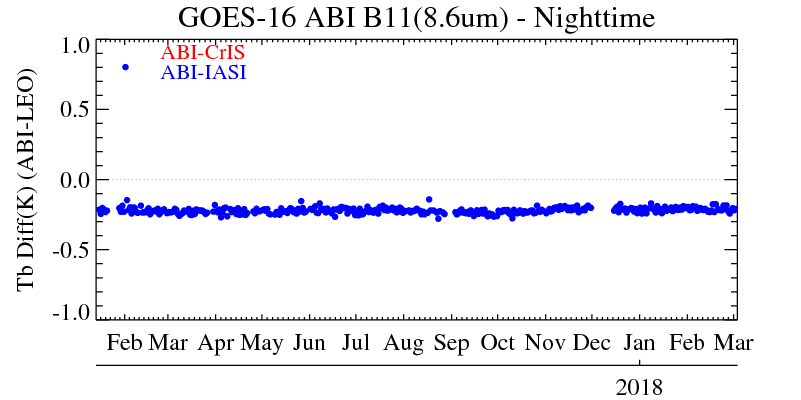 GOES-16 ABI B11(8.6um) - Nighttime
1.0
ABI-CrIS
ABI-IASI
0.5
0.0
-0.5
-1.0
Tb Diff(K) (ABI-LEO)
Feb Mar Apr May Jun Jul Aug Sep Oct Nov Dec Jan Feb Mar
2018